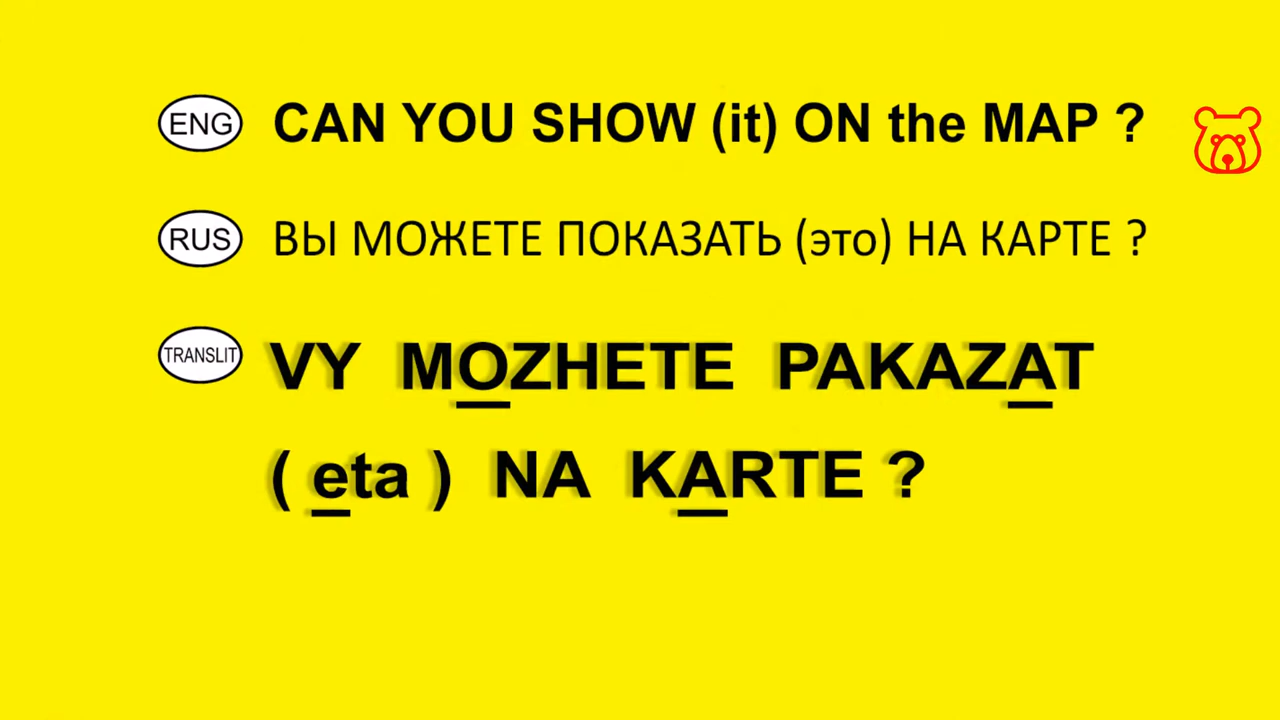 ENG CAN YOU SHOW (it) ON the MAP ?
RUS ВЫ МОЖЕТЕ ПОКАЗАТЬ (это) НА КАРТЕ ?
TRANSLIT VY MOZHETE PAKAZAT
( eta ) NA KARTE ?